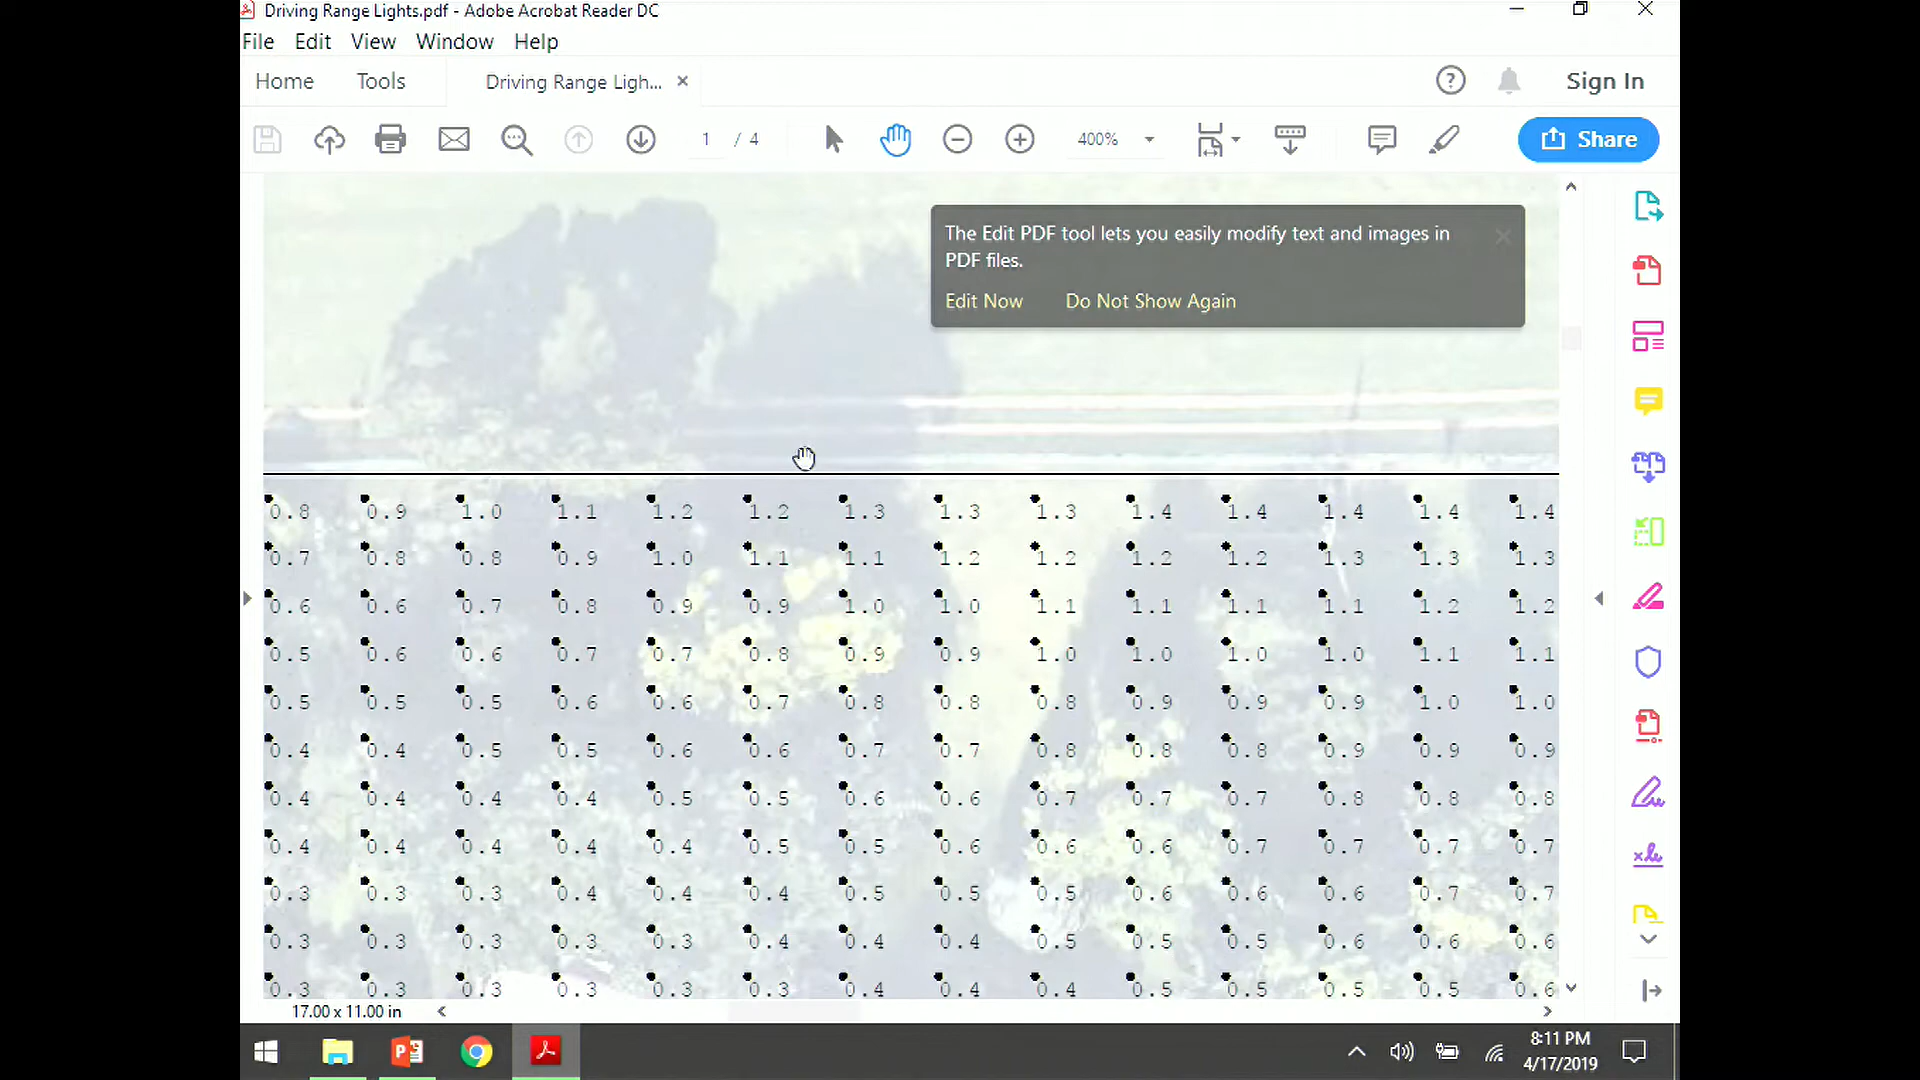 Driving Range Lights.pdf - Adobe Acrobat Reader DC
File Edit View Window Help
Home Tools Driving Range Ligh... Sign In
1 / 4 400% Share
The Edit PDF tool lets you easily modify text and images in
PDF files.
Edit Now Do Not Show Again
0.8 0.9 1.0 1.1 1.2 1.2 1.3 1.3 1.3 1.4 1.4 1.4 1.4 1.4
0.7 0.8 0.8 0.9 1.0 1.1 1.1 1.2 1.2 1.2 1.2 1.3 1.3 1.3
0.6 0.6 0.7 0.8 0.9 0.9 1.0 1.0 1.1 1.1 1.1 1.1 1.2 1.2
0.5 0.6 0.6 0.7 0.7 0.8 0.9 0.9 1.0 1.0 1.0 1.0 1.1 1.1
0.5 0.5 0.5 0.6 0.6 0.7 0.8 0.8 0.8 0.9 0.9 0.9 1.0 1.0
0.4 0.4 0.5 0.5 0.6 0.6 0.7 0.7 0.8 0.8 0.8 0.9 0.9 0.9
0.4 0.4 0.4 0.4 0.5 0.5 0.6 0.6 0.7 0.7 0.7 0.8 0.8 0.8
0.4 0.4 0.4 0.4 0.4 0.5 0.5 0.6 0.6 0.6 0.7 0.7 0.7 0.7
0.3 0.3 0.3 0.4 0.4 0.4 0.5 0.5 0.5 0.6 0.6 0.6 0.7 0.7
0.3 0.3 0.3 0.3 0.3 0.4 0.4 0.4 0.5 0.5 0.5 0.6 0.6 0.6
0.3 0.3 0.3 0.3 0.3 0.3 0.4 0.4 0.4 0.5 0.5 0.5 0.5 0.6
17.00 x 11.00 in
8:11 PM
4/17/2019